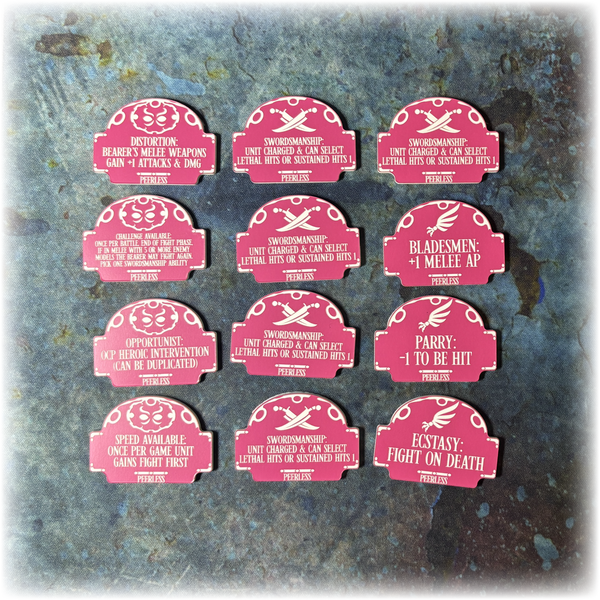 DISTORTION:
BEARER'S MELEE WEAPONS
GAIN +1 ATTACKS & DMG
PEERLESS
SWORDSMANSHIP:
UNIT CHARGED & CAN SELECT
LETHAL HITS OR SUSTAINED HITS 1
PEERLESS
SWORDSMANSHIP:
UNIT CHARGED & CAN SELECT
LETHAL HITS OR SUSTAINED HITS 1
PEERLESS
CHALLENGE AVAILABLE:
ONCE PER BATTLE, END OF FIGHT PHASE,
IF IN MELEE WITH 5 OR MORE ENEMY
MODELS THE BEARER MAY FIGHT AGAIN.
PICK ONE SWORDSMANSHIP ABILITY
PEERLESS
SWORDSMANSHIP:
UNIT CHARGED & CAN SELECT
LETHAL HITS OR SUSTAINED HITS 1
PEERLESS
BLADESMEN:
+1 MELEE AP
PEERLESS
OPPORTUNIST:
0CP HEROIC INTERVENTION
(CAN BE DUPLICATED)
PEERLESS
SWORDSMANSHIP:
UNIT CHARGED & CAN SELECT
LETHAL HITS OR SUSTAINED HITS 1
PEERLESS
PARRY:
-1 TO BE HIT
PEERLESS
SPEED AVAILABLE:
ONCE PER GAME UNIT
GAINS FIGHT FIRST
PEERLESS
SWORDSMANSHIP:
UNIT CHARGED & CAN SELECT
LETHAL HITS OR SUSTAINED HITS 1
PEERLESS
ECSTASY:
FIGHT ON DEATH
PEERLESS